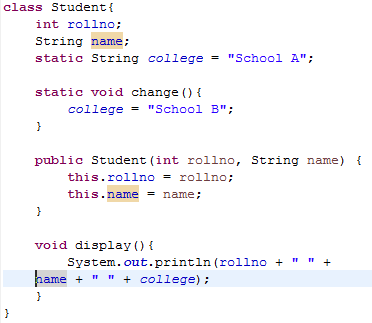 class Student{
    int rollno;
    String name;
    static String college = "School A";

    static void change(){
        college = "School B";
    }

    public Student(int rollno, String name) {
        this.rollno = rollno;
        this.name = name;
    }

    void display(){
        System.out.println(rollno + " " +
    name + " " + college);
    }
}